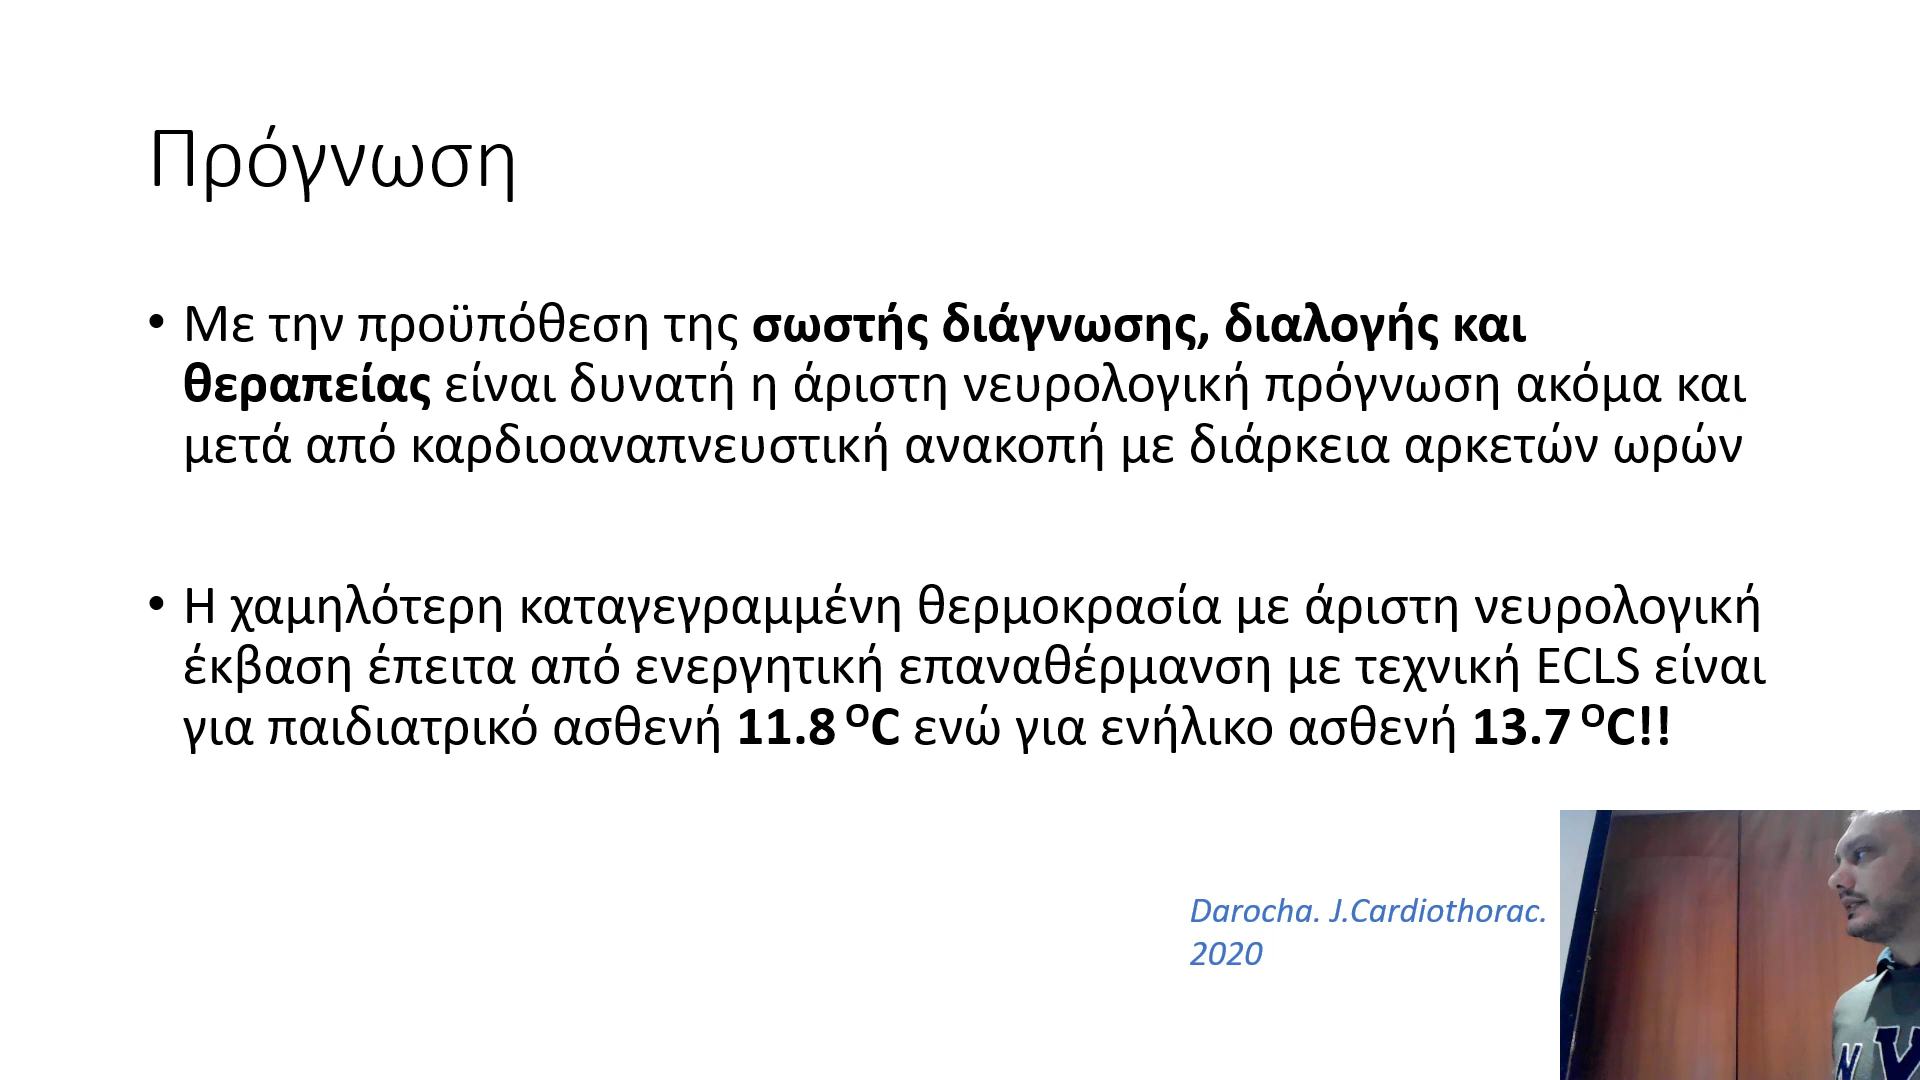 Πρόγνωση
• Με την προϋπόθεση της σωστής διάγνωσης, διαλογής και
θεραπείας είναι δυνατή η άριστη νευρολογική πρόγνωση ακόμα και
μετά από καρδιοαναπνευστική ανακοπή με διάρκεια αρκετών ωρών
• Η χαμηλότερη καταγεγραμμένη θερμοκρασία με άριστη νευρολογική
έκβαση έπειτα από ενεργητική επαναθέρμανση με τεχνική ECLS είναι
για παιδιατρικό ασθενή 11.8 ᴼC ενώ για ενήλικο ασθενή 13.7 ᴼC!!
Darocha. J.Cardiothorac.
2020